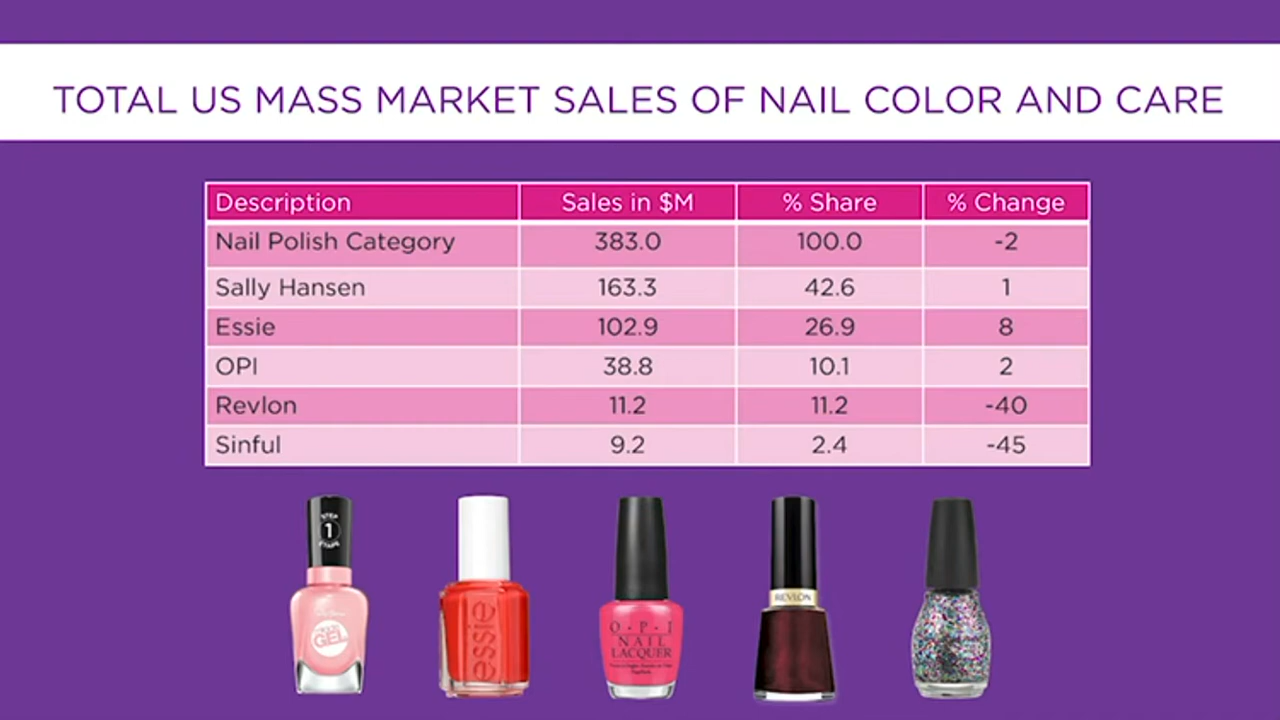 TOTAL US MASS MARKET SALES OF NAIL COLOR AND CARE
Description Sales in $M % Share % Change
Nail Polish Category 383.0 100.0 -2
Sally Hansen 163.3 42.6 1
Essie 102.9 26.9 8
OPI 38.8 10.1 2
Revlon 11.2 11.2 -40
Sinful 9.2 2.4 -45
STEP
1
GEL
essie
O·P·I
NAIL
LACQUER
REVLON